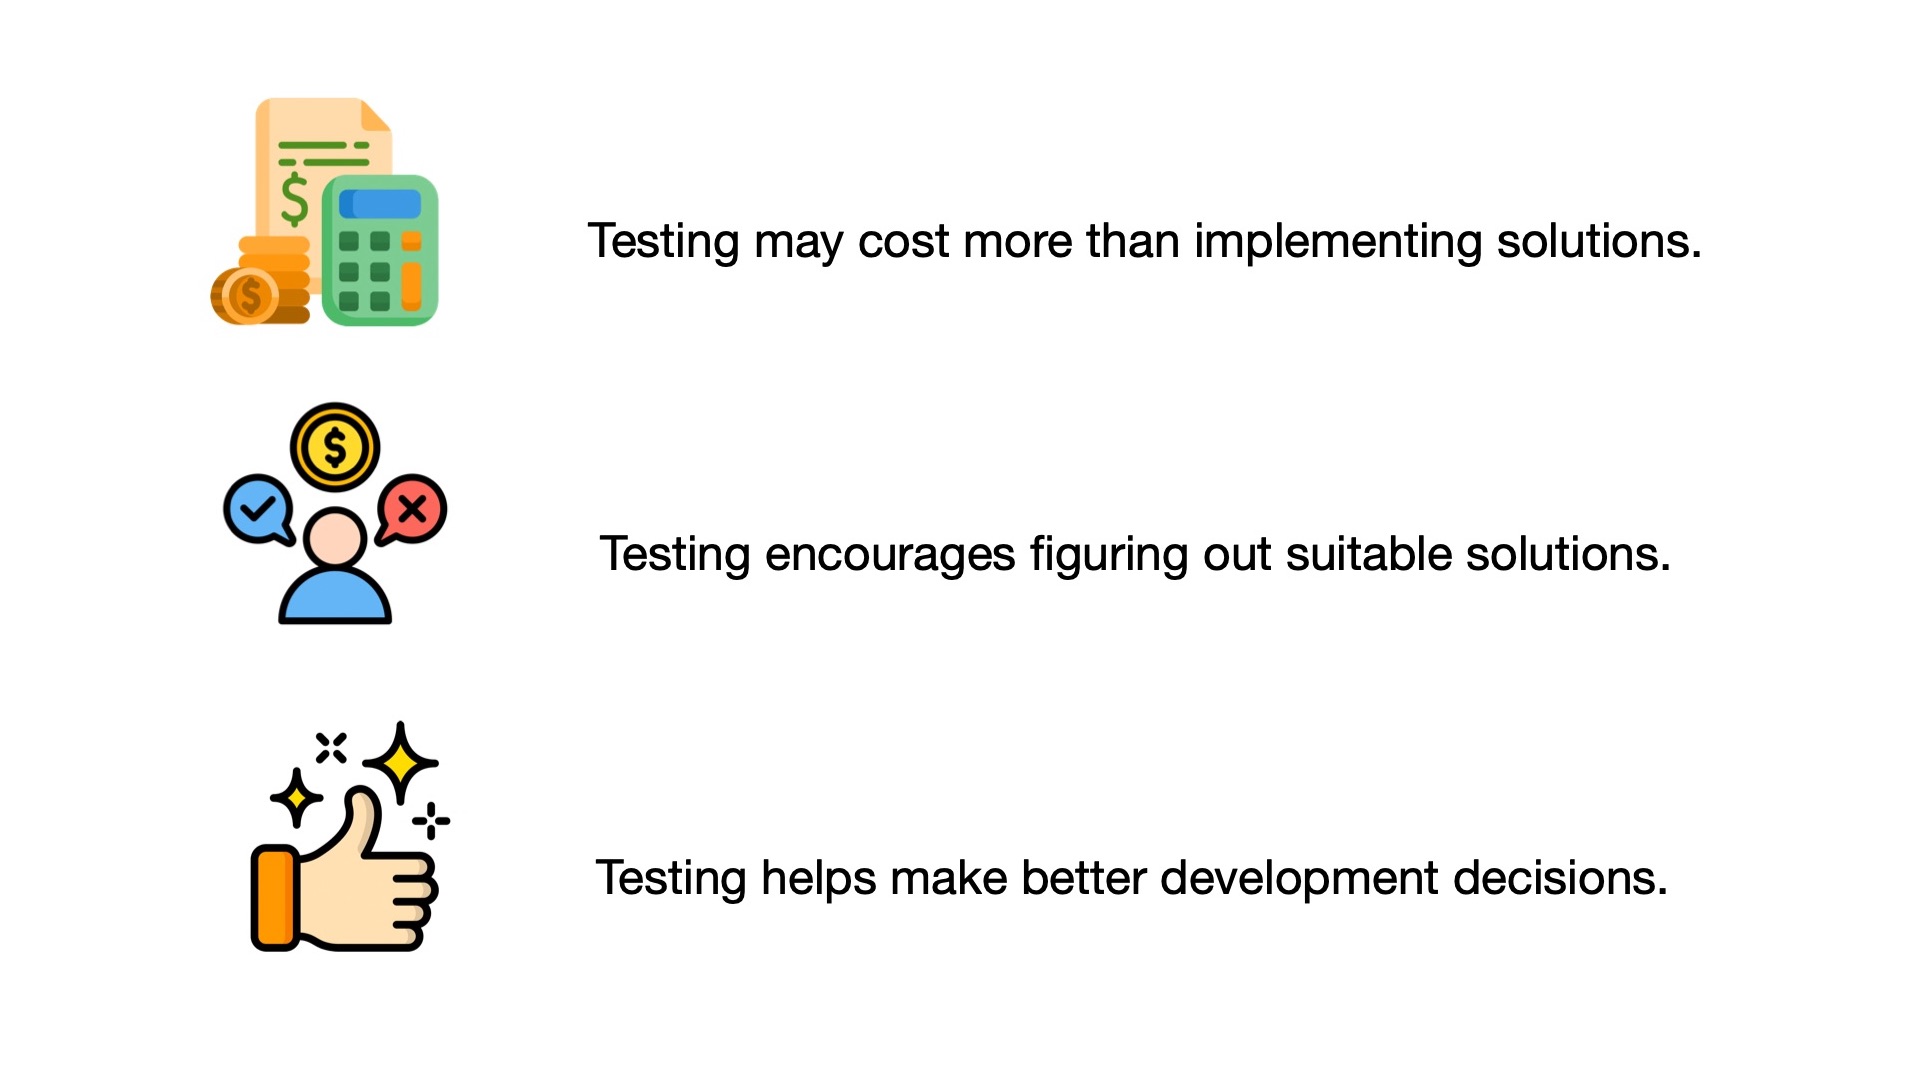 Testing may cost more than implementing solutions.
Testing encourages figuring out suitable solutions.
Testing helps make better development decisions.